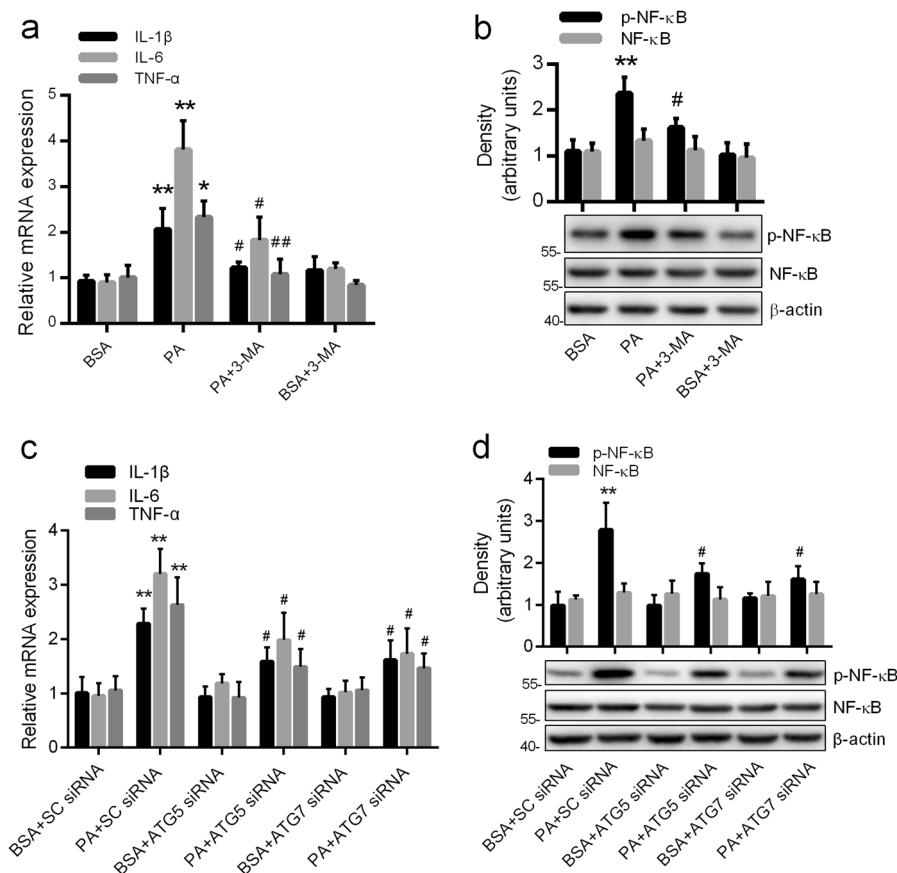 a
IL-1β
IL-6
TNF-α
Relative mRNA expression
5
4
3
2
1
0
**
**
*
#
#
##
BSA
PA
PA+3-MA
BSA+3-MA
b
p-NF-κB
NF-κB
Density
(arbitrary units)
3
2
1
0
**
#
55-
p-NF-κB
55-
NF-κB
40-
β-actin
BSA
PA
PA+3-MA
BSA+3-MA
c
IL-1β
IL-6
TNF-α
Relative mRNA expression
4
3
2
1
0
**
**
**
#
#
#
#
#
#
BSA+SC siRNA
PA+SC siRNA
BSA+ATG5 siRNA
PA+ATG5 siRNA
BSA+ATG7 siRNA
PA+ATG7 siRNA
d
p-NF-κB
NF-κB
Density
(arbitrary units)
4
3
2
1
0
**
#
#
55-
p-NF-κB
55-
NF-κB
40-
β-actin
BSA+SC siRNA
PA+SC siRNA
BSA+ATG5 siRNA
PA+ATG5 siRNA
BSA+ATG7 siRNA
PA+ATG7 siRNA